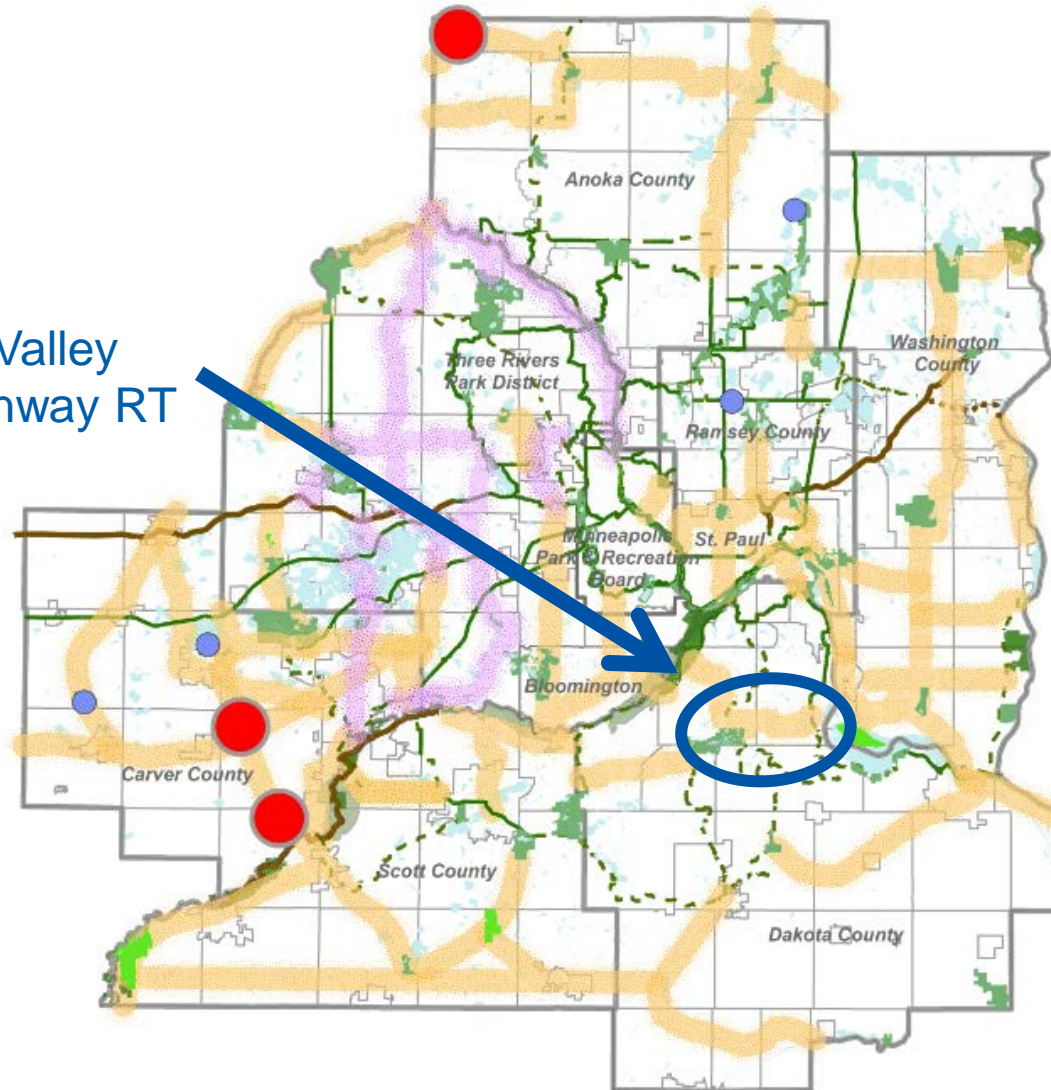 Anoka County
Valley
nway RT
Three Rivers
Park District
Washington
County
Ramsey County
Minneapolis
Park & Recreation
Board
St. Paul
Bloomington
Carver County
Scott County
Dakota County